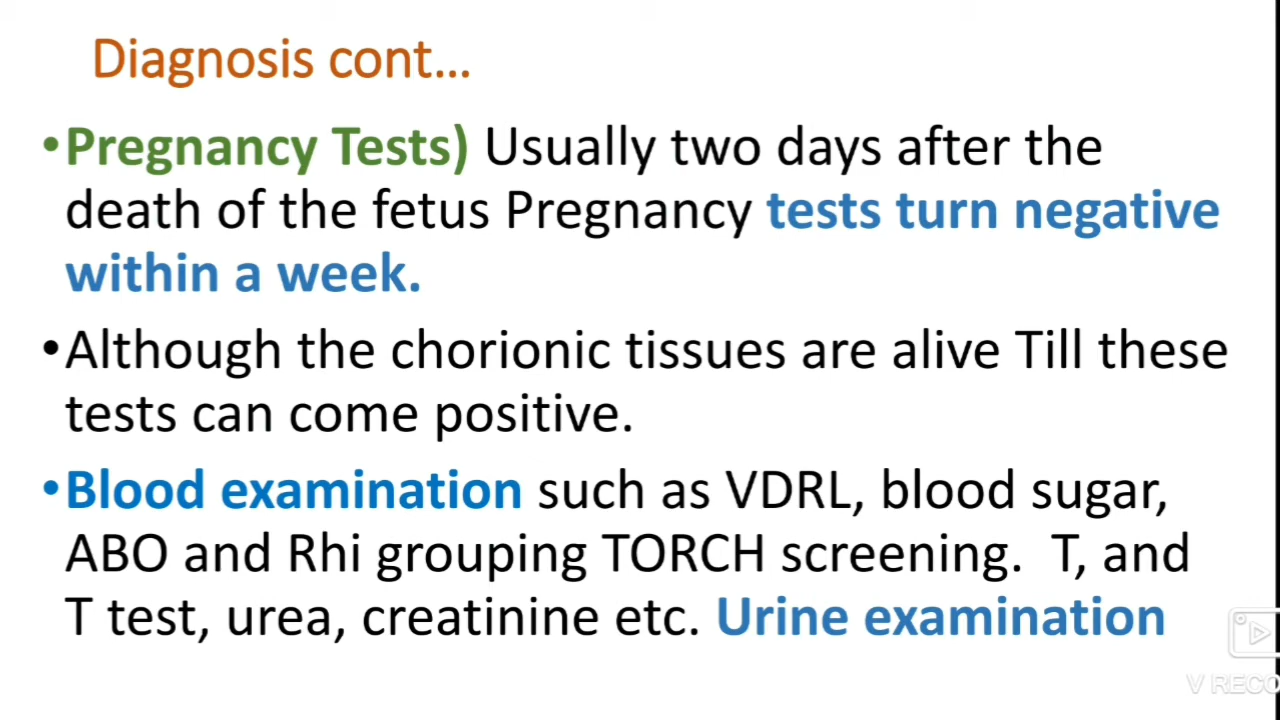 Diagnosis cont...
•Pregnancy Tests) Usually two days after the
death of the fetus Pregnancy tests turn negative
within a week.
•Although the chorionic tissues are alive Till these
tests can come positive.
•Blood examination such as VDRL, blood sugar,
ABO and Rhi grouping TORCH screening. T, and
T test, urea, creatinine etc. Urine examination
V RECO